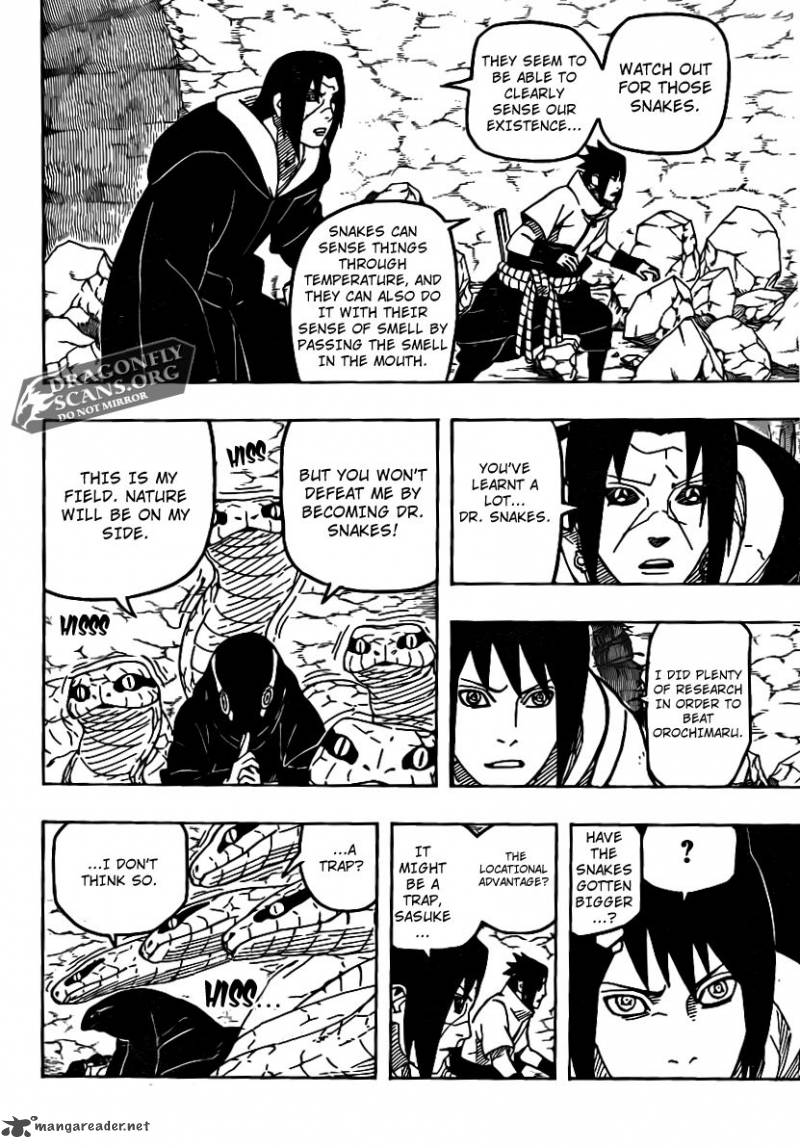 WATCH OUT
FOR THOSE
SNAKES.
THEY SEEM TO
BE ABLE TO
CLEARLY
SENSE OUR
EXISTENCE...
SNAKES CAN
SENSE THINGS
THROUGH
TEMPERATURE, AND
THEY CAN ALSO DO
IT WITH THEIR
SENSE OF SMELL BY
PASSING THE SMELL
IN THE MOUTH.
DRAGONFLY
SCANS.ORG
DO NOT MIRROR
YOU'VE
LEARNT A
LOT...
DR. SNAKES.
I DID PLENTY
OF RESEARCH
IN ORDER TO
BEAT
OROCHIMARU.
HISS
BUT YOU WON'T
DEFEAT ME BY
BECOMING DR.
SNAKES!
THIS IS MY
FIELD. NATURE
WILL BE ON MY
SIDE.
HISSS
?
HAVE
THE
SNAKES
GOTTEN
BIGGER
...?
THE
LOCATIONAL
ADVANTAGE?
IT
MIGHT
BE A
TRAP,
SASUKE
...
...A
TRAP?
...I DON'T
THINK SO.
HISS...
mangareader.net